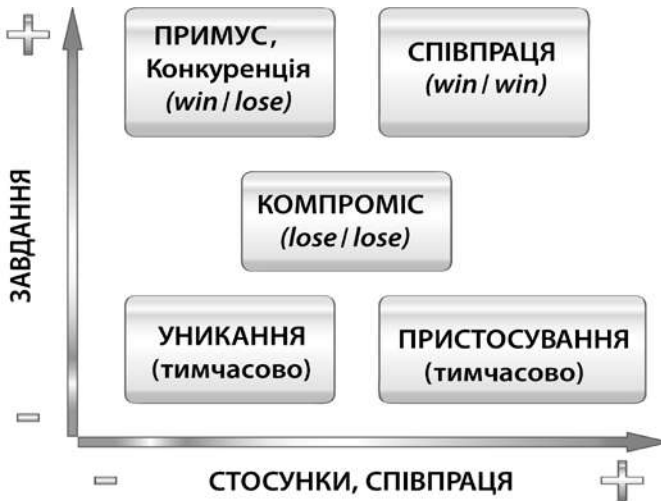 ПРИМУС,
Конкуренція
(win / lose)
СПІВПРАЦЯ
(win / win)
КОМПРОМІС
(lose / lose)
УНИКАННЯ
(тимчасово)
ПРИСТОСУВАННЯ
(тимчасово)
ЗАВДАННЯ
СТОСУНКИ, СПІВПРАЦЯ